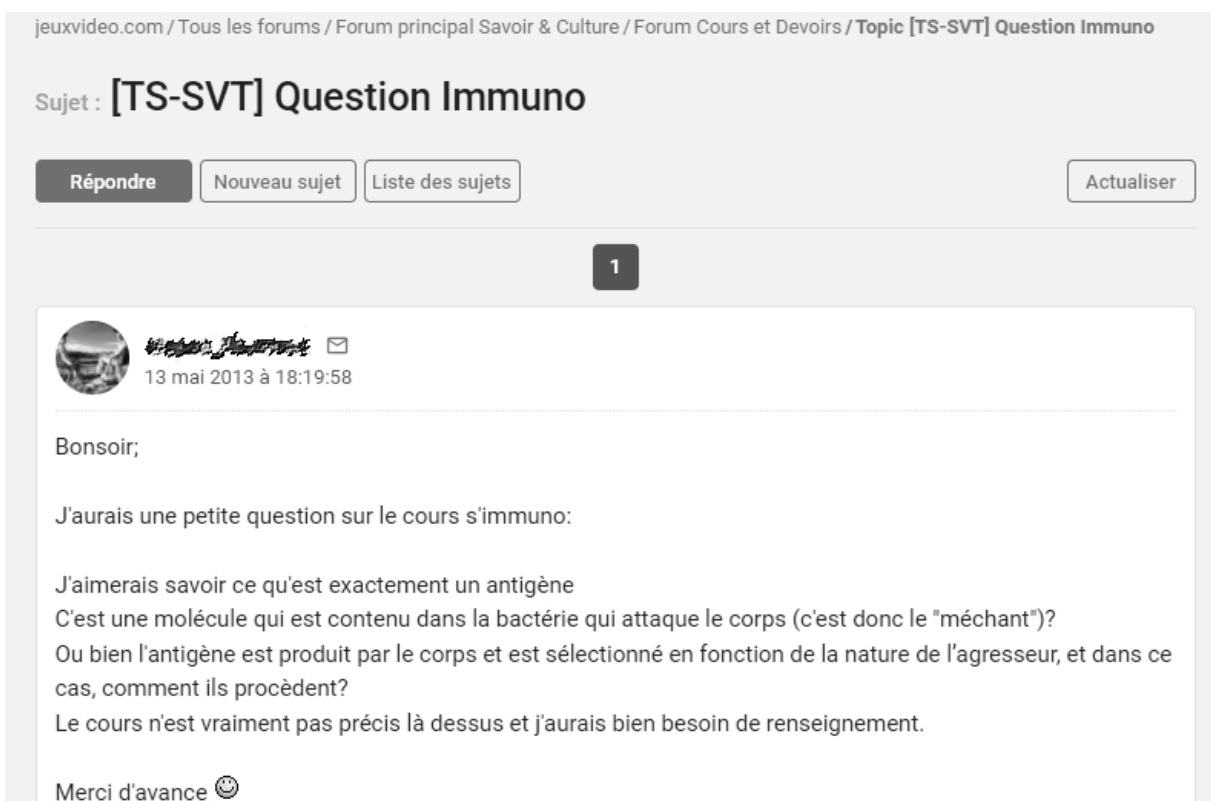 jeuxvideo.com / Tous les forums / Forum principal Savoir & Culture / Forum Cours et Devoirs / Topic [TS-SVT] Question Immuno
Sujet : [TS-SVT] Question Immuno
Répondre Nouveau sujet Liste des sujets Actualiser
1
13 mai 2013 à 18:19:58
Bonsoir;
J'aurais une petite question sur le cours s'immuno:
J'aimerais savoir ce qu'est exactement un antigène
C'est une molécule qui est contenu dans la bactérie qui attaque le corps (c'est donc le "méchant")?
Ou bien l'antigène est produit par le corps et est sélectionné en fonction de la nature de l'agresseur, et dans ce
cas, comment ils procèdent?
Le cours n'est vraiment pas précis là dessus et j'aurais bien besoin de renseignement.
Merci d'avance